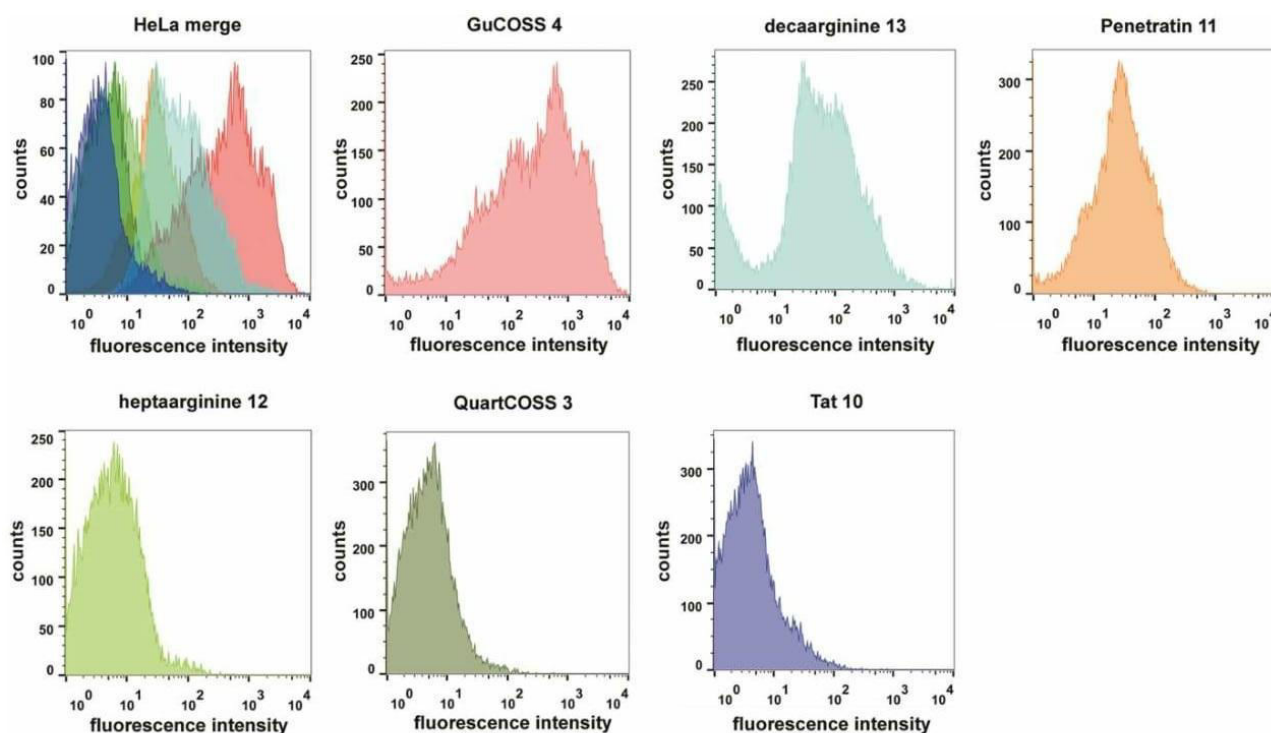 HeLa merge
GuCOSS 4
decaarginine 13
Penetratin 11
counts
100
80
60
40
20
0
10^0 10^1 10^2 10^3 10^4
fluorescence intensity
counts
250
200
150
100
50
0
10^0 10^1 10^2 10^3 10^4
fluorescence intensity
counts
250
200
150
100
50
0
10^0 10^1 10^2 10^3 10^4
fluorescence intensity
counts
300
200
100
0
10^0 10^1 10^2 10^3 10^4
fluorescence intensity
heptaarginine 12
QuartCOSS 3
Tat 10
counts
250
200
150
100
50
0
10^0 10^1 10^2 10^3 10^4
fluorescence intensity
counts
300
200
100
0
10^0 10^1 10^2 10^3 10^4
fluorescence intensity
counts
300
200
100
0
10^0 10^1 10^2 10^3 10^4
fluorescence intensity